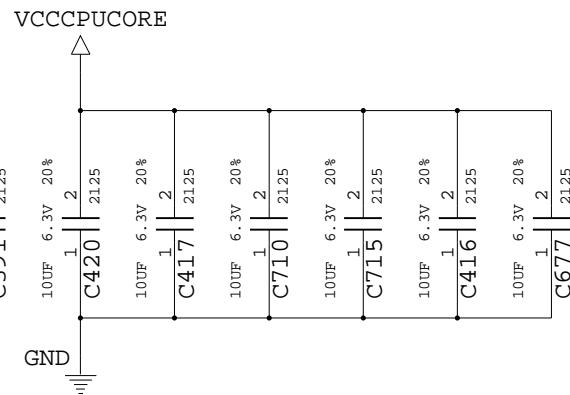 VCCCPUCORE
2125
10UF 6.3V 20%
1 2
C420
2125
10UF 6.3V 20%
1 2
C417
2125
10UF 6.3V 20%
1 2
C710
2125
10UF 6.3V 20%
1 2
C715
2125
10UF 6.3V 20%
1 2
C416
2125
10UF 6.3V 20%
1 2
C677
2125
GND